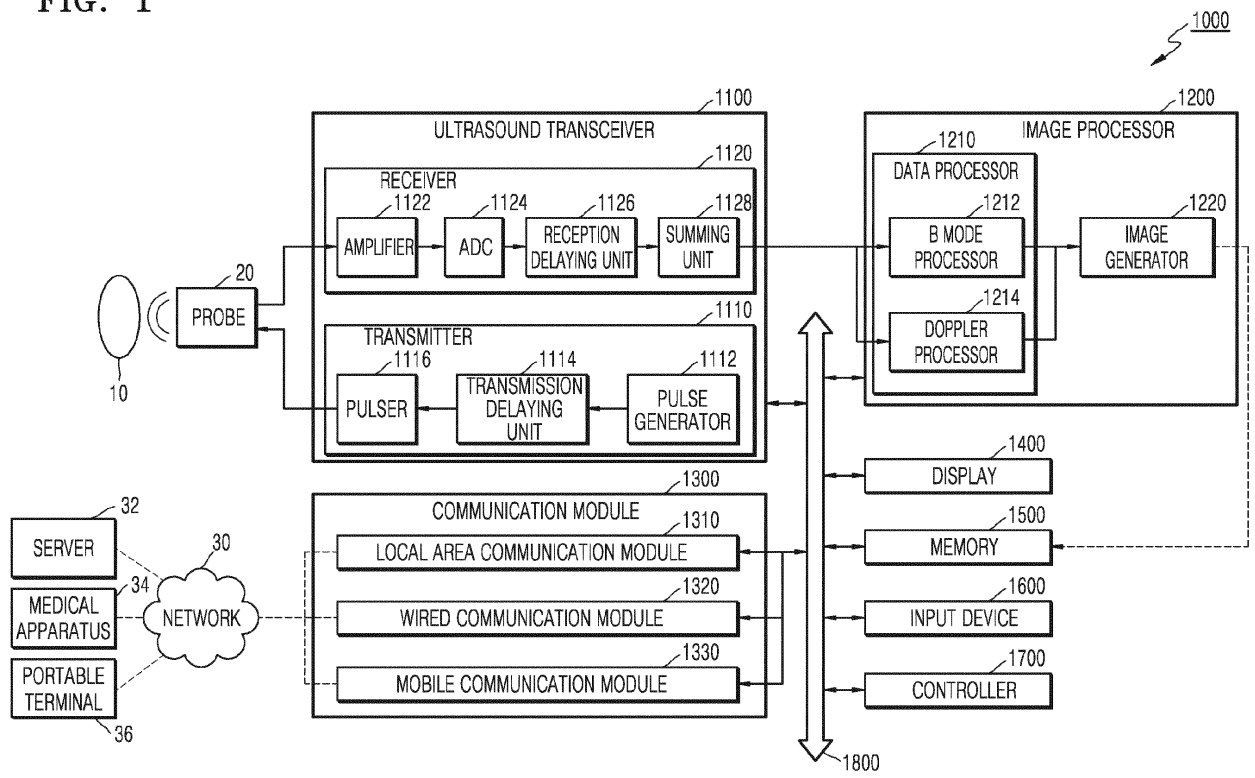 FIG. 1
1000
1100
ULTRASOUND TRANSCEIVER
1120
RECEIVER
1122
AMPLIFIER
1124
ADC
1126
RECEPTION
DELAYING UNIT
1128
SUMMING
UNIT
1110
TRANSMITTER
1116
PULSER
1114
TRANSMISSION
DELAYING
UNIT
1112
PULSE
GENERATOR
20
PROBE
10
1200
IMAGE PROCESSOR
1210
DATA PROCESSOR
1212
B MODE
PROCESSOR
1214
DOPPLER
PROCESSOR
1220
IMAGE
GENERATOR
1300
COMMUNICATION MODULE
1310
LOCAL AREA COMMUNICATION MODULE
1320
WIRED COMMUNICATION MODULE
1330
MOBILE COMMUNICATION MODULE
32
SERVER
34
MEDICAL
APPARATUS
PORTABLE
TERMINAL
36
30
NETWORK
1400
DISPLAY
1500
MEMORY
1600
INPUT DEVICE
1700
CONTROLLER
1800